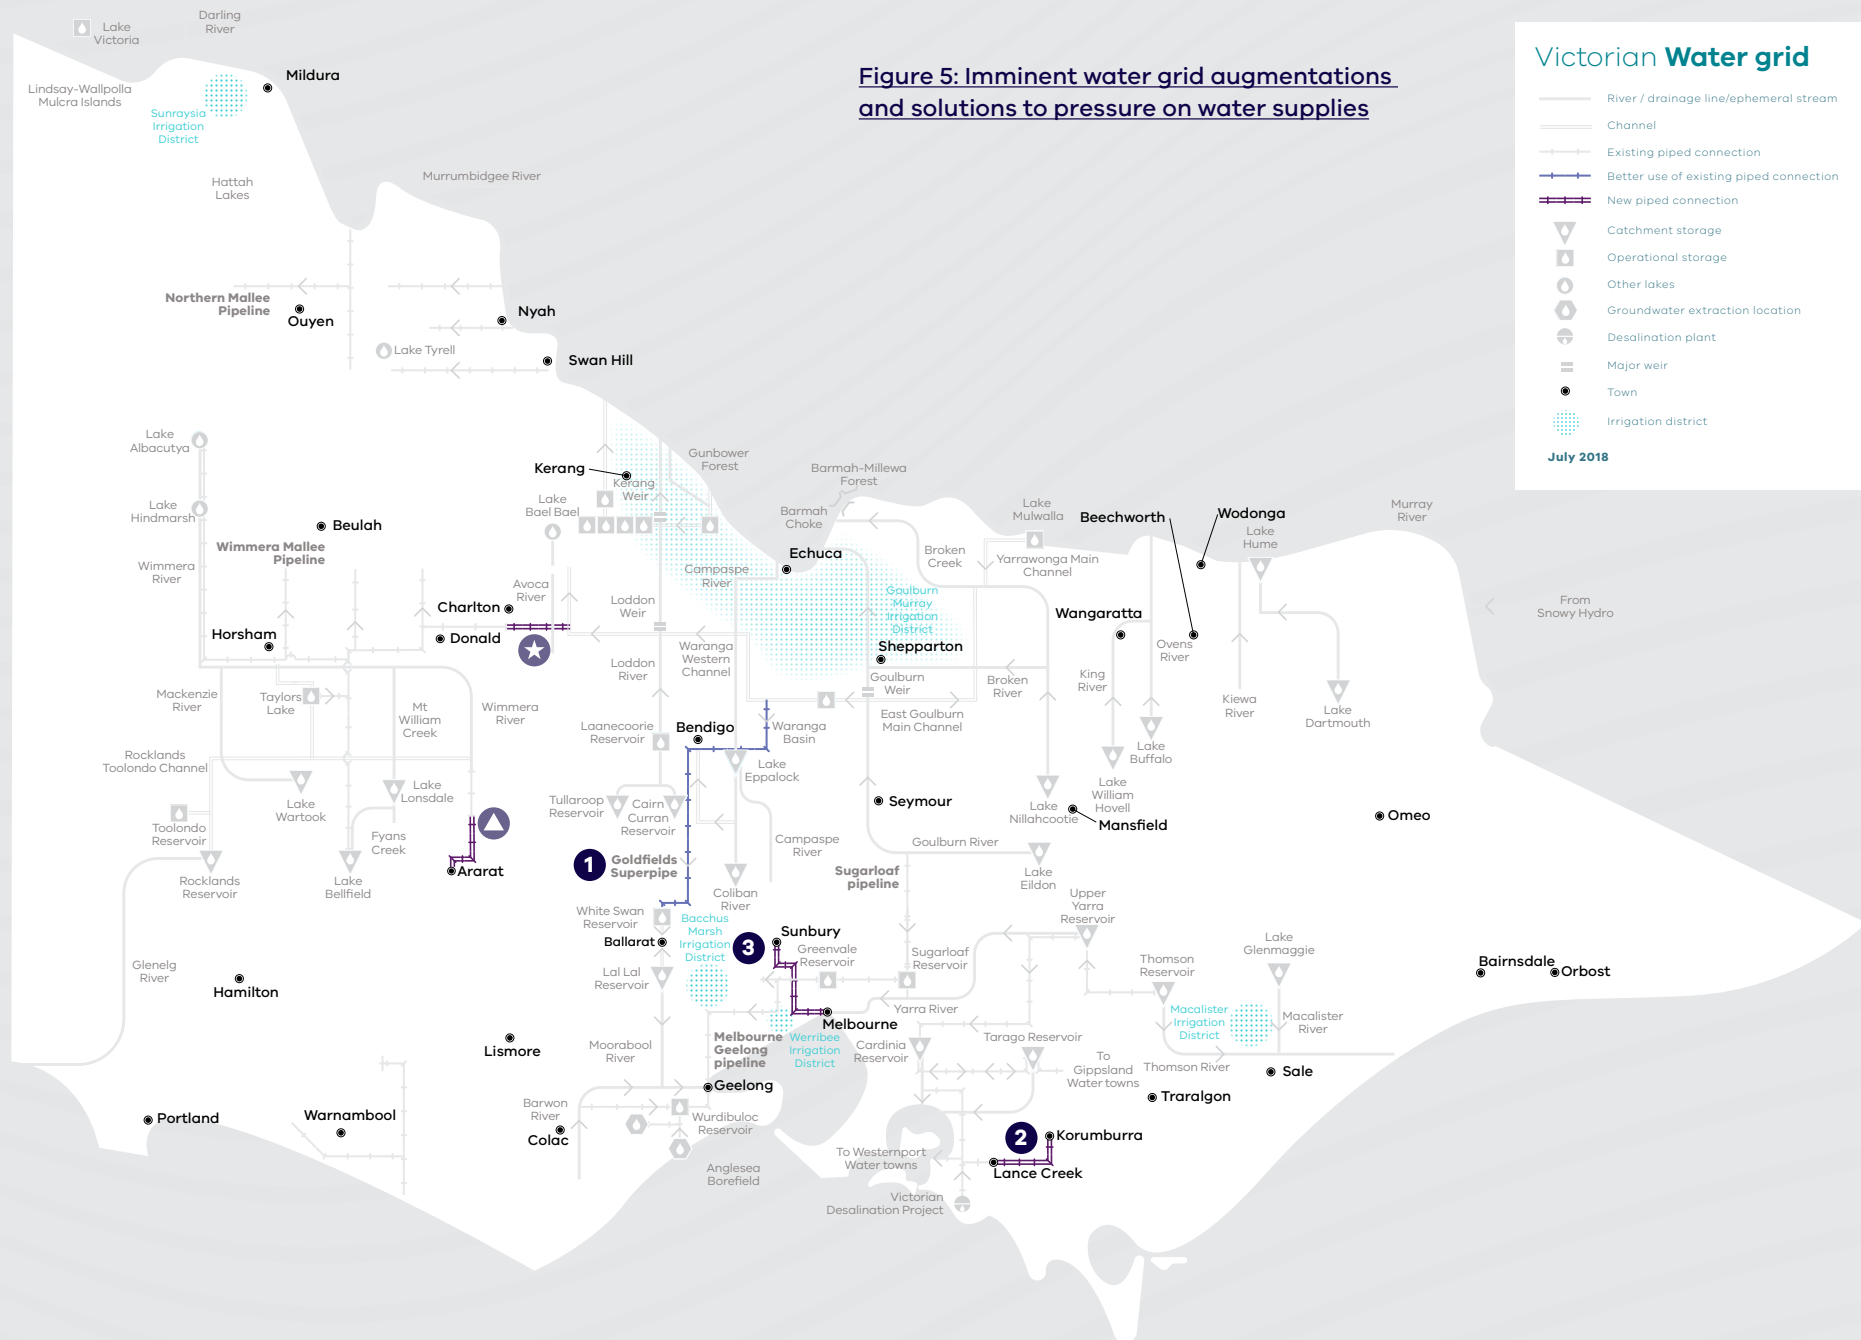 Figure 5: Imminent water grid augmentations
and solutions to pressure on water supplies
Victorian Water grid
River / drainage line/ephemeral stream
Channel
Existing piped connection
Better use of existing piped connection
New piped connection
Catchment storage
Operational storage
Other lakes
Groundwater extraction location
Desalination plant
Major weir
Town
Irrigation district
July 2018
Lake
Victoria
Darling
River
Lindsay-Wallpolla
Mulcra Islands
Mildura
Sunraysia
Irrigation
District
Hattah
Lakes
Murrumbidgee River
Northern Mallee
Pipeline
Ouyen
Nyah
Lake Tyrell
Swan Hill
Lake
Albacutya
Lake
Hindmarsh
Beulah
Wimmera Mallee
Pipeline
Wimmera
River
Kerang
Kerang
Weir
Lake
Bael Bael
Gunbower
Forest
Barmah-Millewa
Forest
Barmah
Choke
Echuca
Campaspe
River
Lake
Mulwalla
Broken
Creek
Yarrawonga Main
Channel
Beechworth
Wodonga
Lake
Hume
Murray
River
From
Snowy Hydro
Avoca
River
Charlton
Donald
Horsham
Loddon
Weir
Goulburn
Murray
Irrigation
District
Shepparton
Wangaratta
Ovens
River
Waranga
Western
Channel
Loddon
River
Goulburn
Weir
Broken
River
King
River
Kiewa
River
Lake
Dartmouth
Mackenzie
River
Taylors
Lake
Mt
William
Creek
Wimmera
River
Laanecoorie
Reservoir
Bendigo
Waranga
Basin
East Goulburn
Main Channel
Lake
Buffalo
Rocklands
Toolondo Channel
Lake
Wartook
Lake
Lonsdale
Lake
Eppalock
Tullaroop
Reservoir
Cairn
Curran
Reservoir
Seymour
Lake
Nillahcootie
Lake
William
Hovell
Mansfield
Omeo
Toolondo
Reservoir
Fyans
Creek
Campaspe
River
Goulburn River
Rocklands
Reservoir
Lake
Bellfield
Ararat
1
Goldfields
Superpipe
Coliban
River
Sugarloaf
pipeline
Lake
Eildon
Upper
Yarra
Reservoir
White Swan
Reservoir
Bacchus
Marsh
Irrigation
District
Ballarat
3
Sunbury
Greenvale
Reservoir
Sugarloaf
Reservoir
Lake
Glenmaggie
Thomson
Reservoir
Bairnsdale
Orbost
Glenelg
River
Hamilton
Lal Lal
Reservoir
Yarra River
Macalister
Irrigation
District
Macalister
River
Melbourne
Lismore
Moorabool
River
Melbourne
Geelong
pipeline
Werribee
Irrigation
District
Cardinia
Reservoir
Tarago Reservoir
To
Gippsland
Water towns
Thomson River
Sale
Geelong
Traralgon
Portland
Warnambool
Barwon
River
Colac
Wurdibuloc
Reservoir
2
Korumburra
Lance Creek
To Westernport
Water towns
Anglesea
Borefield
Victorian
Desalination Project